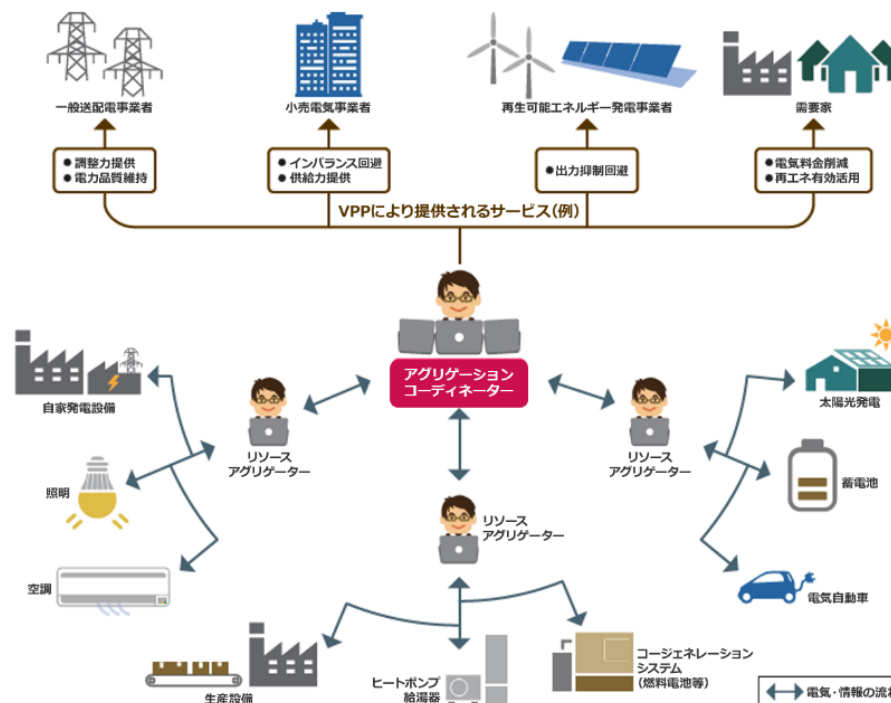 一般送配電事業者
小売電気事業者
再生可能エネルギー発電事業者
需要家
●調整力提供
●電力品質維持
●インバランス回避
●供給力提供
●出力抑制回避
●電気料金削減
●再エネ有効活用
VPPにより提供されるサービス(例)
アグリゲーション
コーディネーター
自家発電設備
リソース
アグリゲーター
リソース
アグリゲーター
太陽光発電
照明
蓄電池
リソース
アグリゲーター
空調
電気自動車
生産設備
ヒートポンプ
給湯器
コージェネレーション
システム
(燃料電池等)
電気・情報の流れ